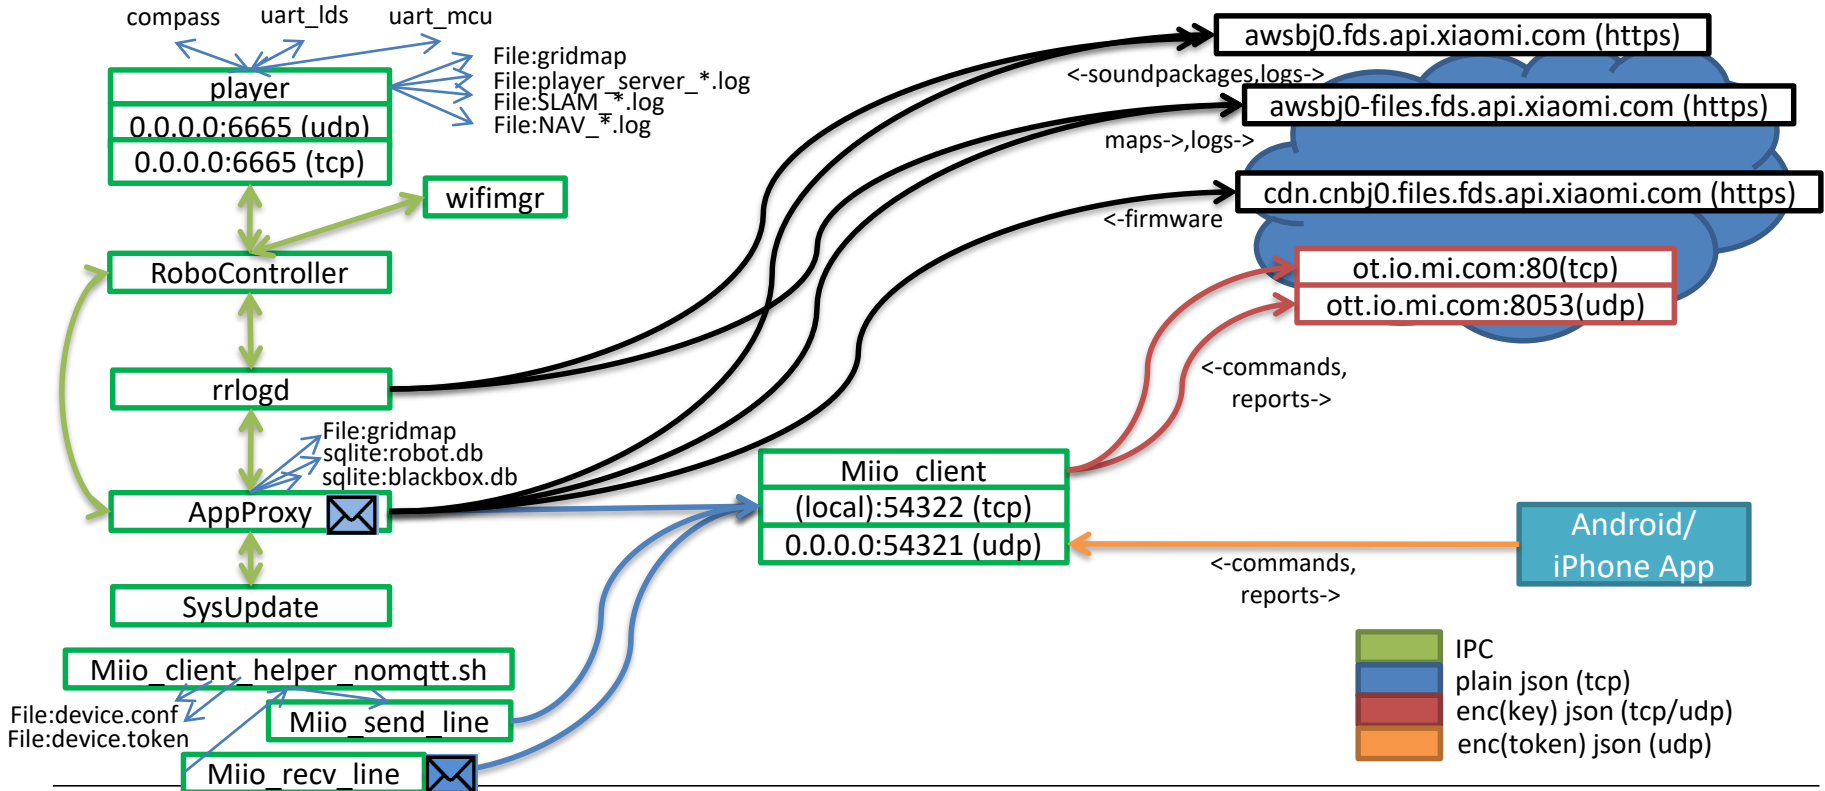 compass
uart_lds
uart_mcu
player
0.0.0.0:6665 (udp)
0.0.0.0:6665 (tcp)
File:gridmap
File:player_server_*.log
File:SLAM_*.log
File:NAV_*.log
wifimgr
RoboController
rrlogd
File:gridmap
sqlite:robot.db
sqlite:blackbox.db
AppProxy
SysUpdate
Miio_client_helper_nomqtt.sh
File:device.conf
File:device.token
Miio_send_line
Miio_recv_line
awsbj0.fds.api.xiaomi.com (https)
<-soundpackages,logs->
awsbj0-files.fds.api.xiaomi.com (https)
maps->,logs->
cdn.cnbj0.files.fds.api.xiaomi.com (https)
<-firmware
ot.io.mi.com:80(tcp)
ott.io.mi.com:8053(udp)
<-commands,
reports->
Miio_client
(local):54322 (tcp)
0.0.0.0:54321 (udp)
<-commands,
reports->
Android/
iPhone App
IPC
plain json (tcp)
enc(key) json (tcp/udp)
enc(token) json (udp)